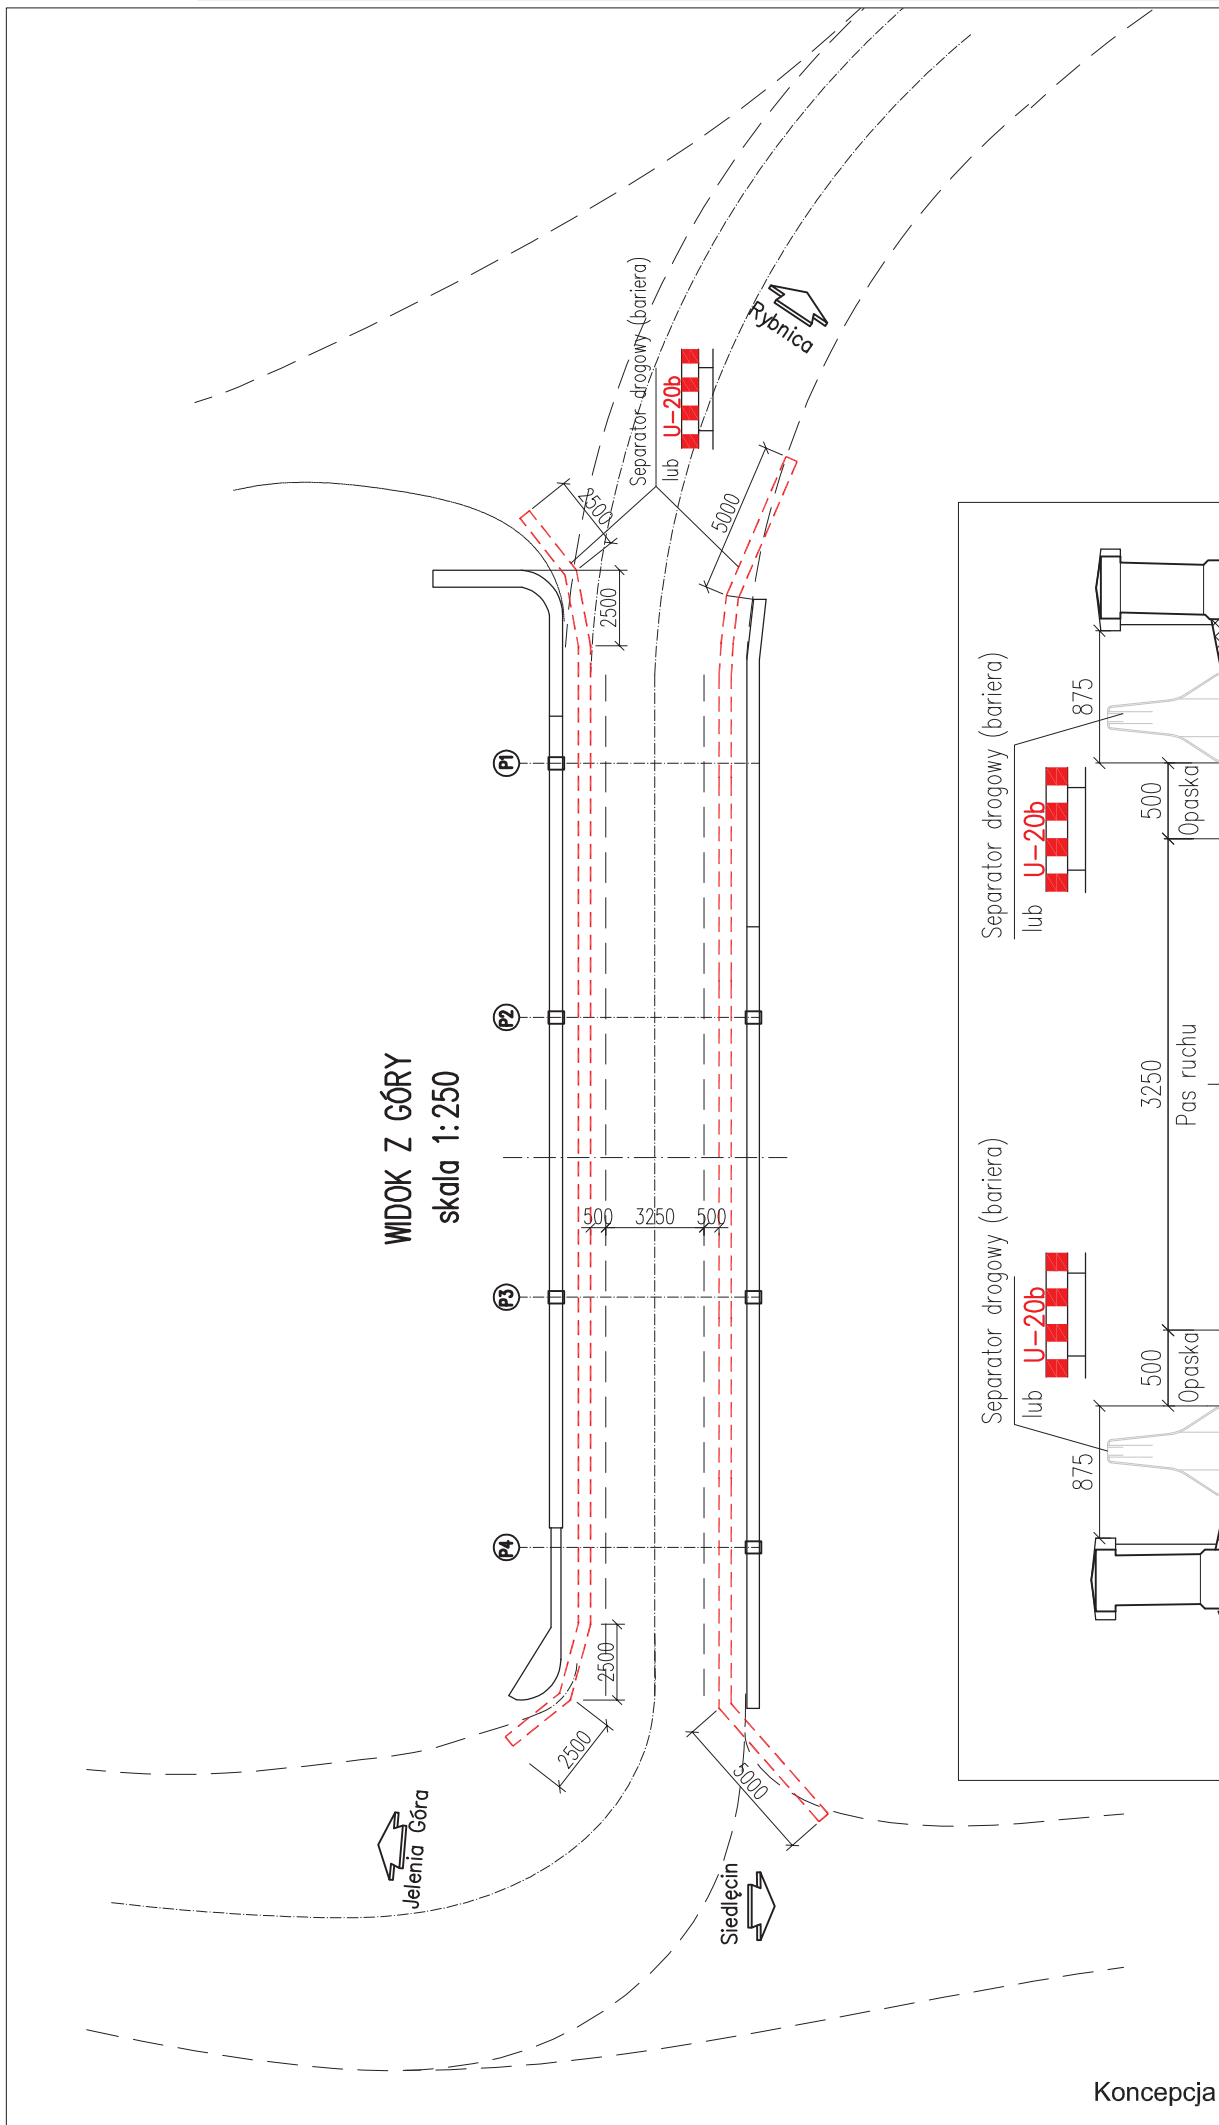 WIDOK Z GÓRY
skala 1:250
Separator drogowy (bariera)
lub
U-20b
Rybnica
2500
2500
5000
P1
P2
P3
P4
500
3250
500
2500
2500
5000
Jelenia Góra
Siedlęcin
Separator drogowy (bariera)
lub
U-20b
875
500
Opaska
3250
Pas ruchu
Separator drogowy (bariera)
lub
U-20b
875
500
Opaska
Koncepcja